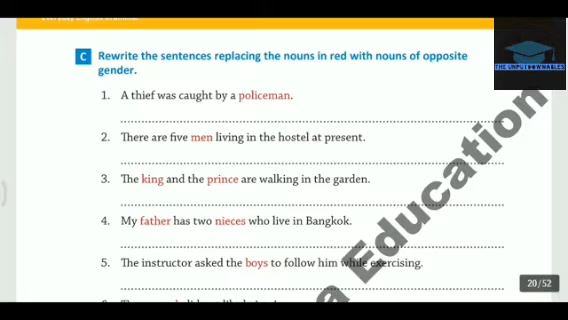 C Rewrite the sentences replacing the nouns in red with nouns of opposite
gender.
THE UNPUTDOWNABLES
1. A thief was caught by a policeman.
2. There are five men living in the hostel at present.
3. The king and the prince are walking in the garden.
4. My father has two nieces who live in Bangkok.
5. The instructor asked the boys to follow him while exercising.
20/52
a Education